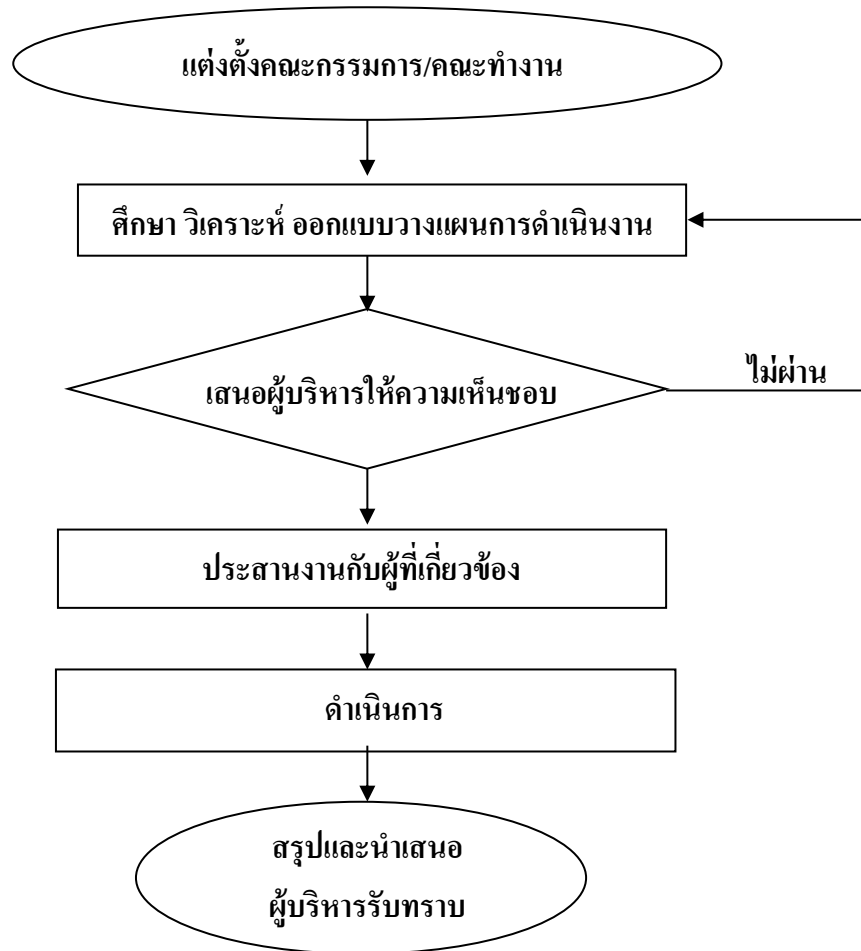 แต่งตั้งคณะกรรมการ/คณะทำงาน
ศึกษา วิเคราะห์ ออกแบบวางแผนการดำเนินงาน
เสนอผู้บริหารให้ความเห็นชอบ
ไม่ผ่าน
ประสานงานกับผู้ที่เกี่ยวข้อง
ดำเนินการ
สรุปและนำเสนอ
ผู้บริหารรับทราบ